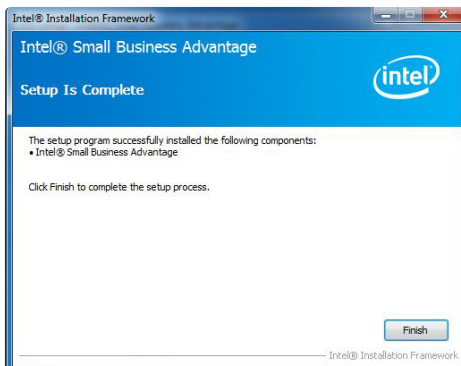 Intel® Installation Framework
Intel® Small Business Advantage
Setup Is Complete
intel
The setup program successfully installed the following components:
• Intel® Small Business Advantage
Click Finish to complete the setup process.
Finish
Intel® Installation Framework